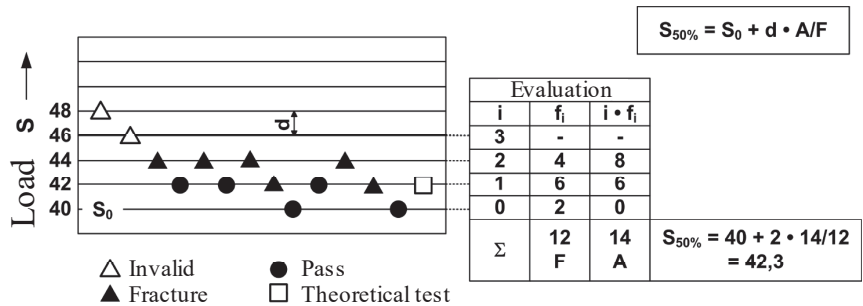 S50% = S0 + d • A/F
Load S
48
46
44
42
40
S0
d
Evaluation
i fi i • fi
3 - -
2 4 8
1 6 6
0 2 0
Σ 12 14
F A
S50% = 40 + 2 • 14/12
= 42,3
Invalid Pass
Fracture Theoretical test